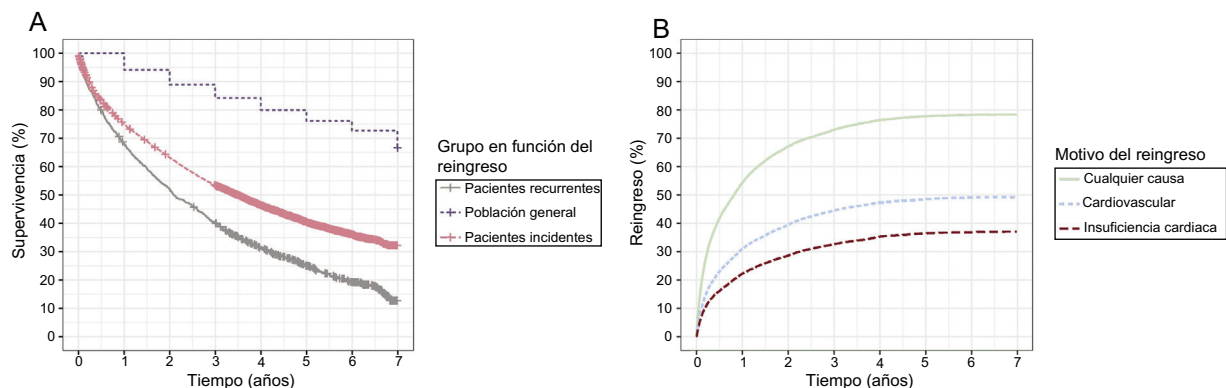 A
Supervivencia (%)
100
90
80
70
60
50
40
30
20
10
0
0 1 2 3 4 5 6 7
Tiempo (años)
Grupo en función del
reingreso
Pacientes recurrentes
Población general
Pacientes incidentes
B
Reingreso (%)
100
90
80
70
60
50
40
30
20
10
0
0 1 2 3 4 5 6 7
Tiempo (años)
Motivo del reingreso
Cualquier causa
Cardiovascular
Insuficiencia cardiaca